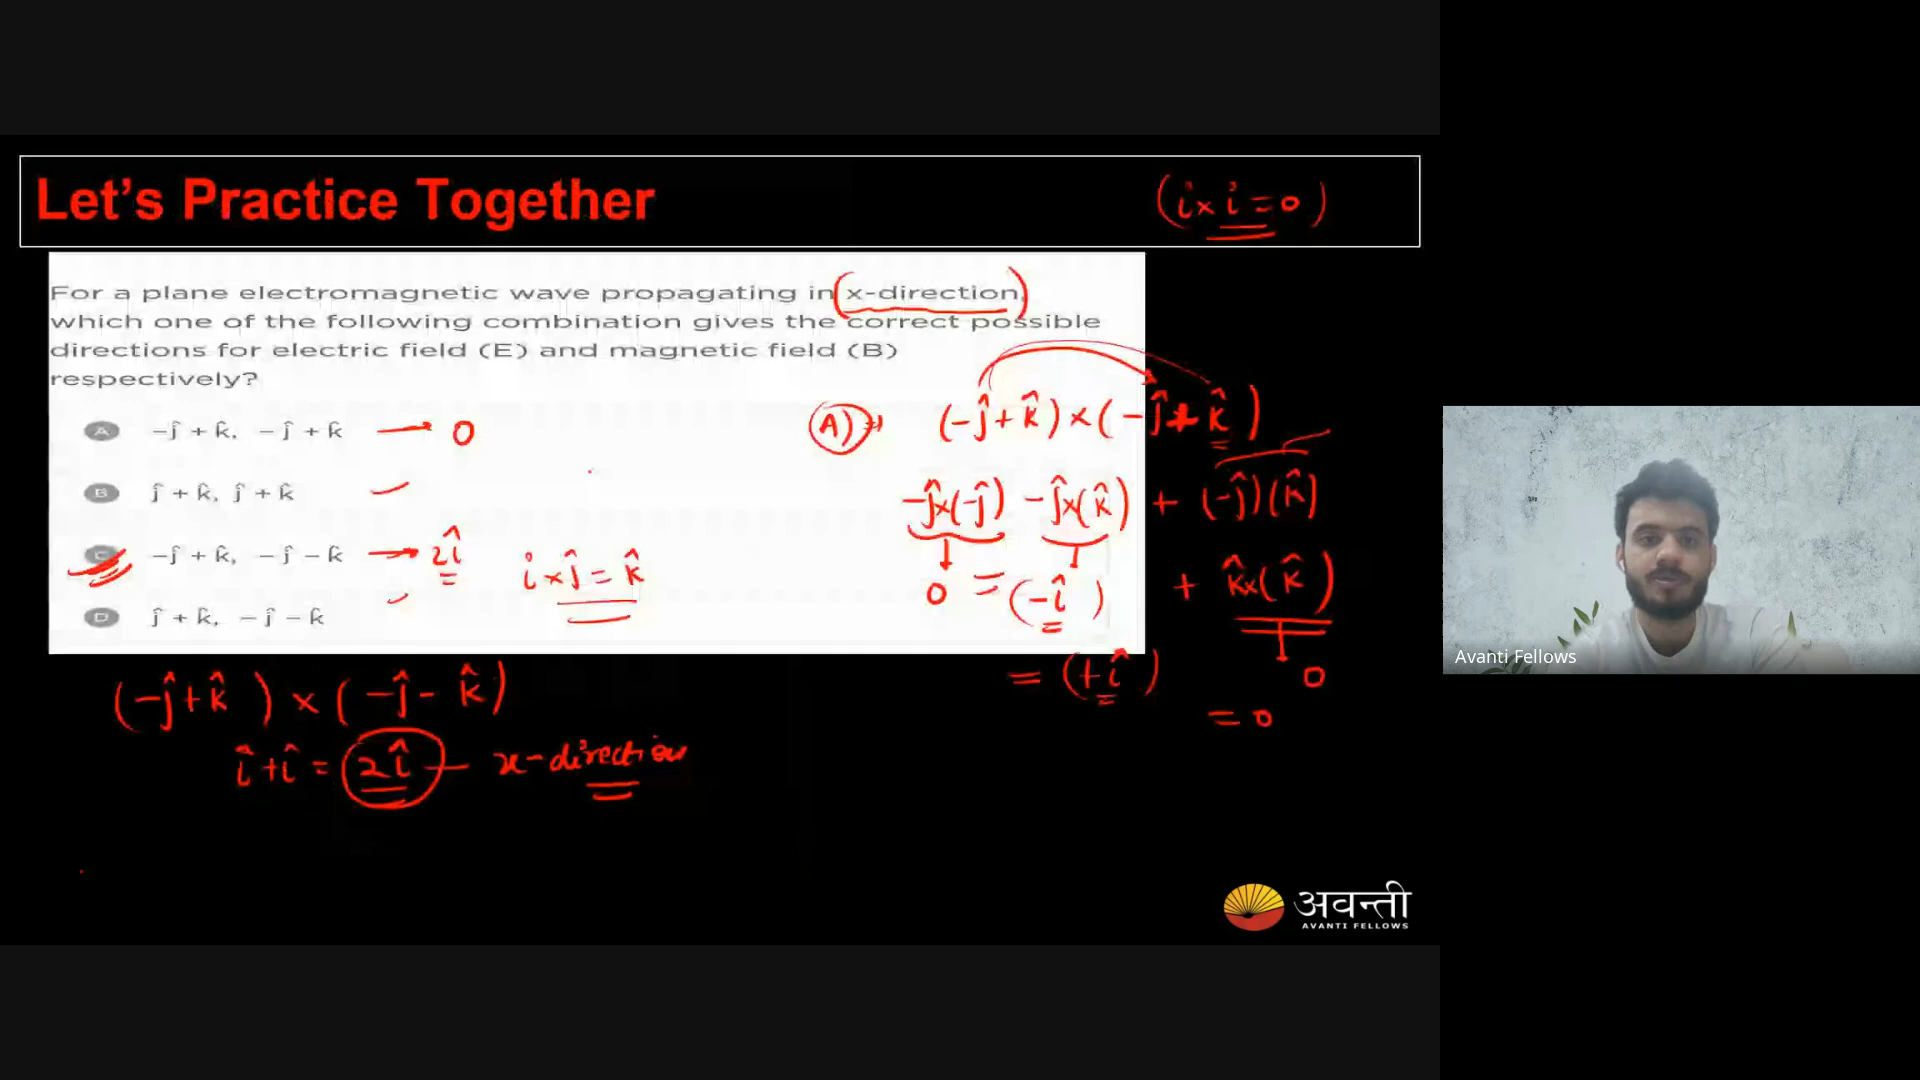 Let's Practice Together
(i × i = 0)
For a plane electromagnetic wave propagating in x-direction,
which one of the following combination gives the correct possible
directions for electric field (E) and magnetic field (B)
respectively?
A -ĵ + k̂, -ĵ + k̂ → 0
B ĵ + k̂, ĵ + k̂
C -ĵ + k̂, -ĵ - k̂ → 2î
D ĵ + k̂, -ĵ - k̂
i × ĵ = k̂
A) ⇒ (-ĵ + k̂) × (-ĵ + k̂)
-ĵ×(-ĵ) -ĵ×(k̂) + (-ĵ)(k̂)
0 = (-î) + k̂×(k̂)
= (+î) 0
= 0
(-ĵ + k̂) × (-ĵ - k̂)
î + î = 2î — x-direction
Avanti Fellows
अवन्ती
AVANTI FELLOWS